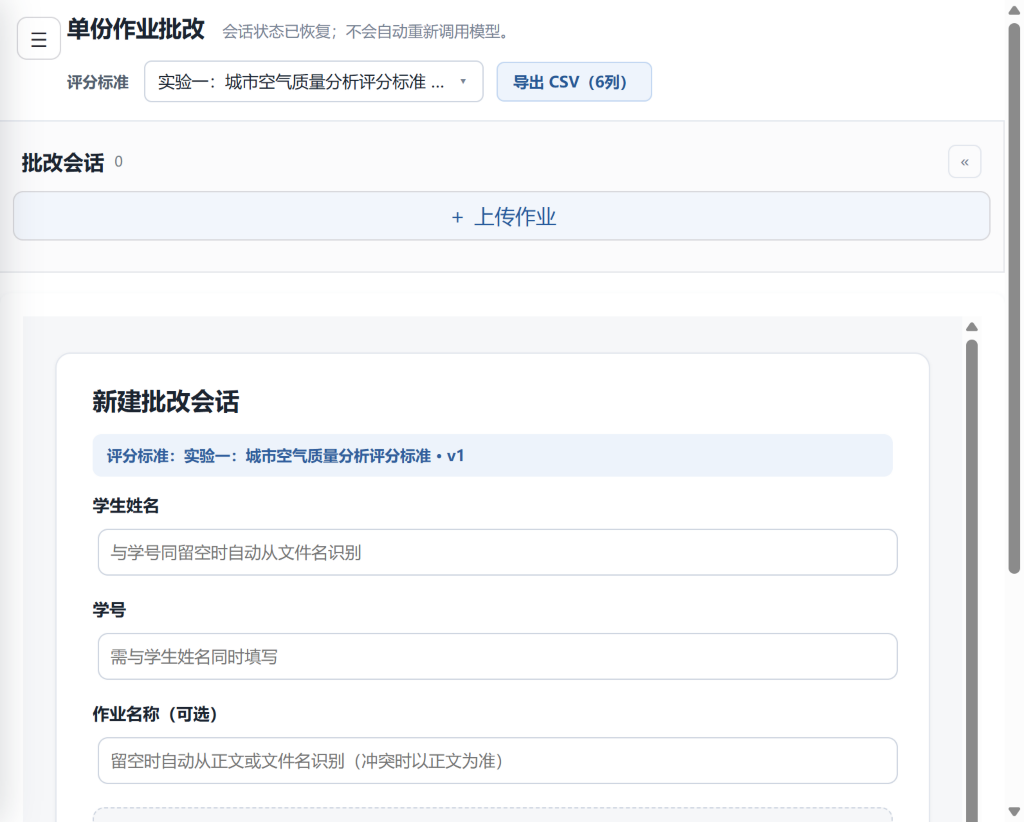 ☰
单份作业批改 会话状态已恢复；不会自动重新调用模型。
评分标准 实验一：城市空气质量分析评分标准 ... 导出 CSV（6列）
批改会话 0 «
+ 上传作业
新建批改会话
评分标准：实验一：城市空气质量分析评分标准 • v1
学生姓名
与学号同留空时自动从文件名识别
学号
需与学生姓名同时填写
作业名称（可选）
留空时自动从正文或文件名识别（冲突时以正文为准）